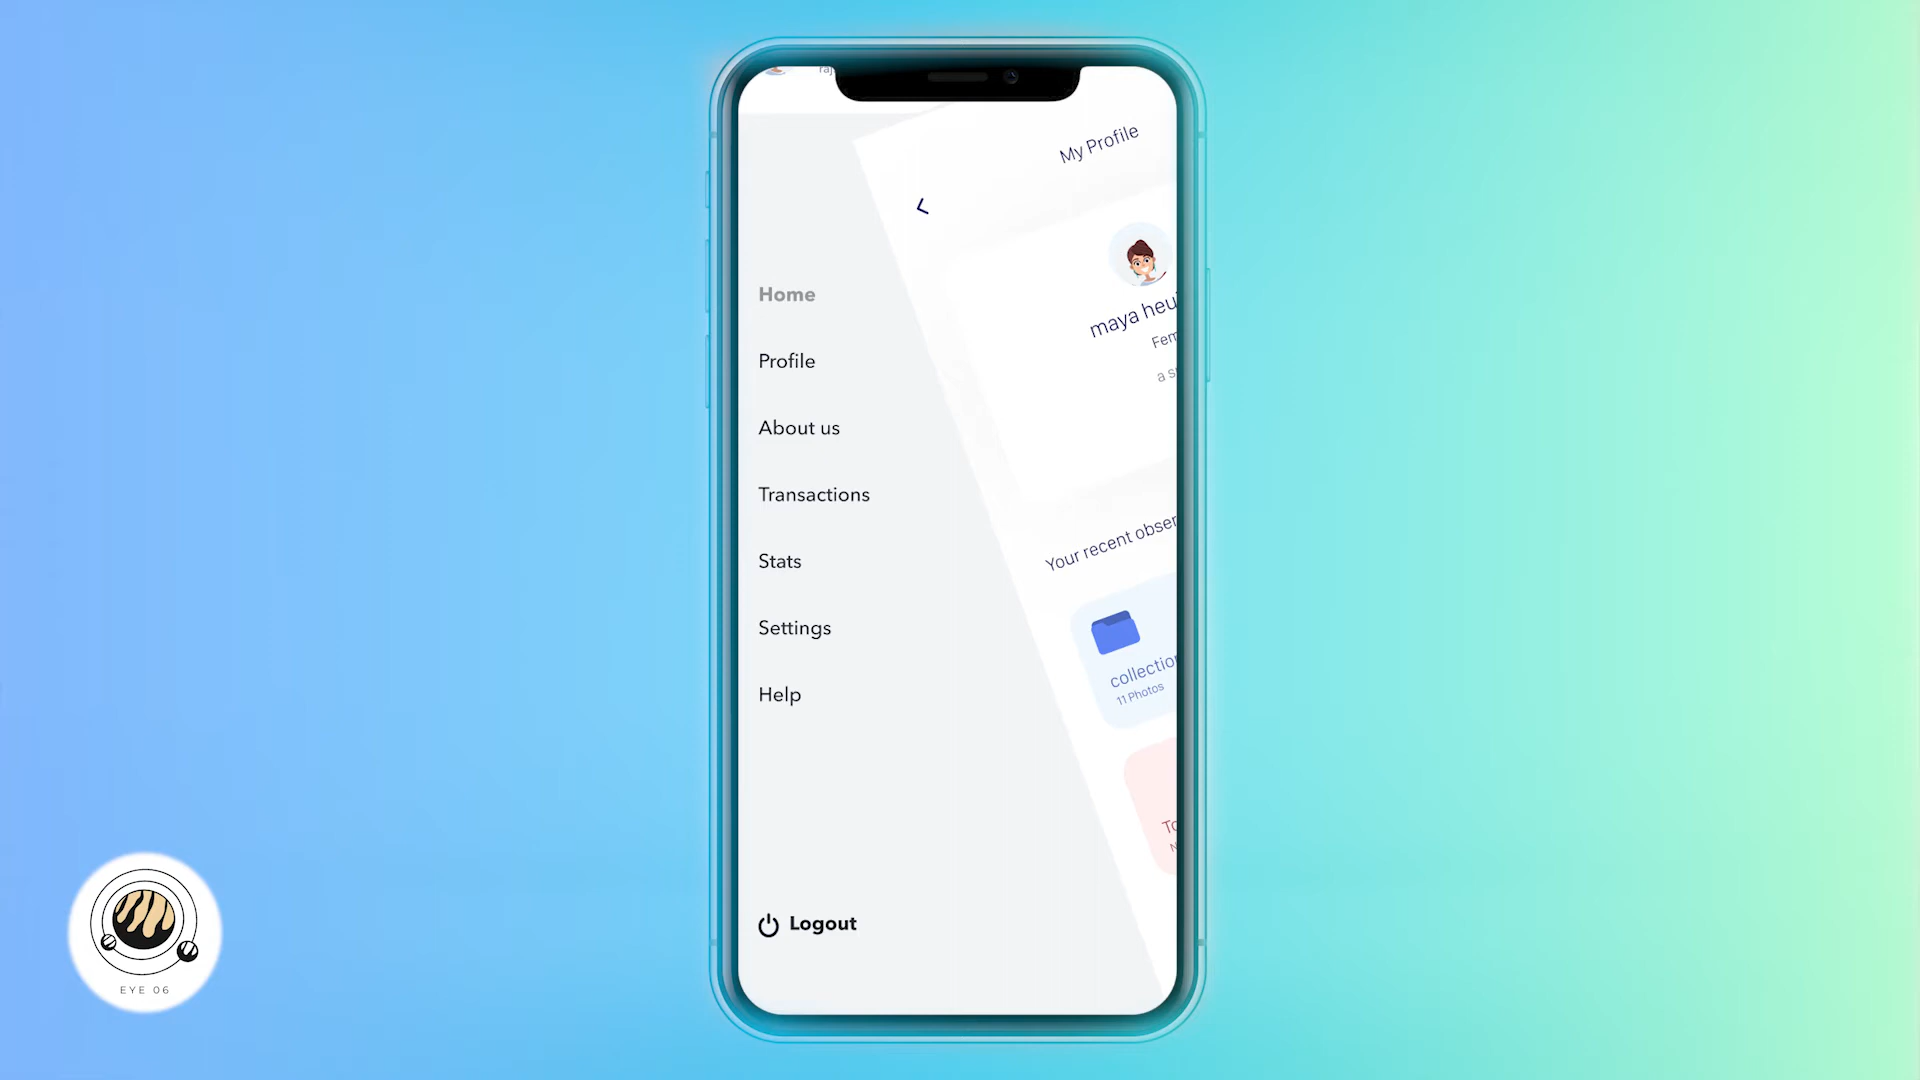 My Profile
Home
maya
Profile
About us
Transactions
Your recent
Stats
11 Photos
Settings
Help
Logout
EYE 06